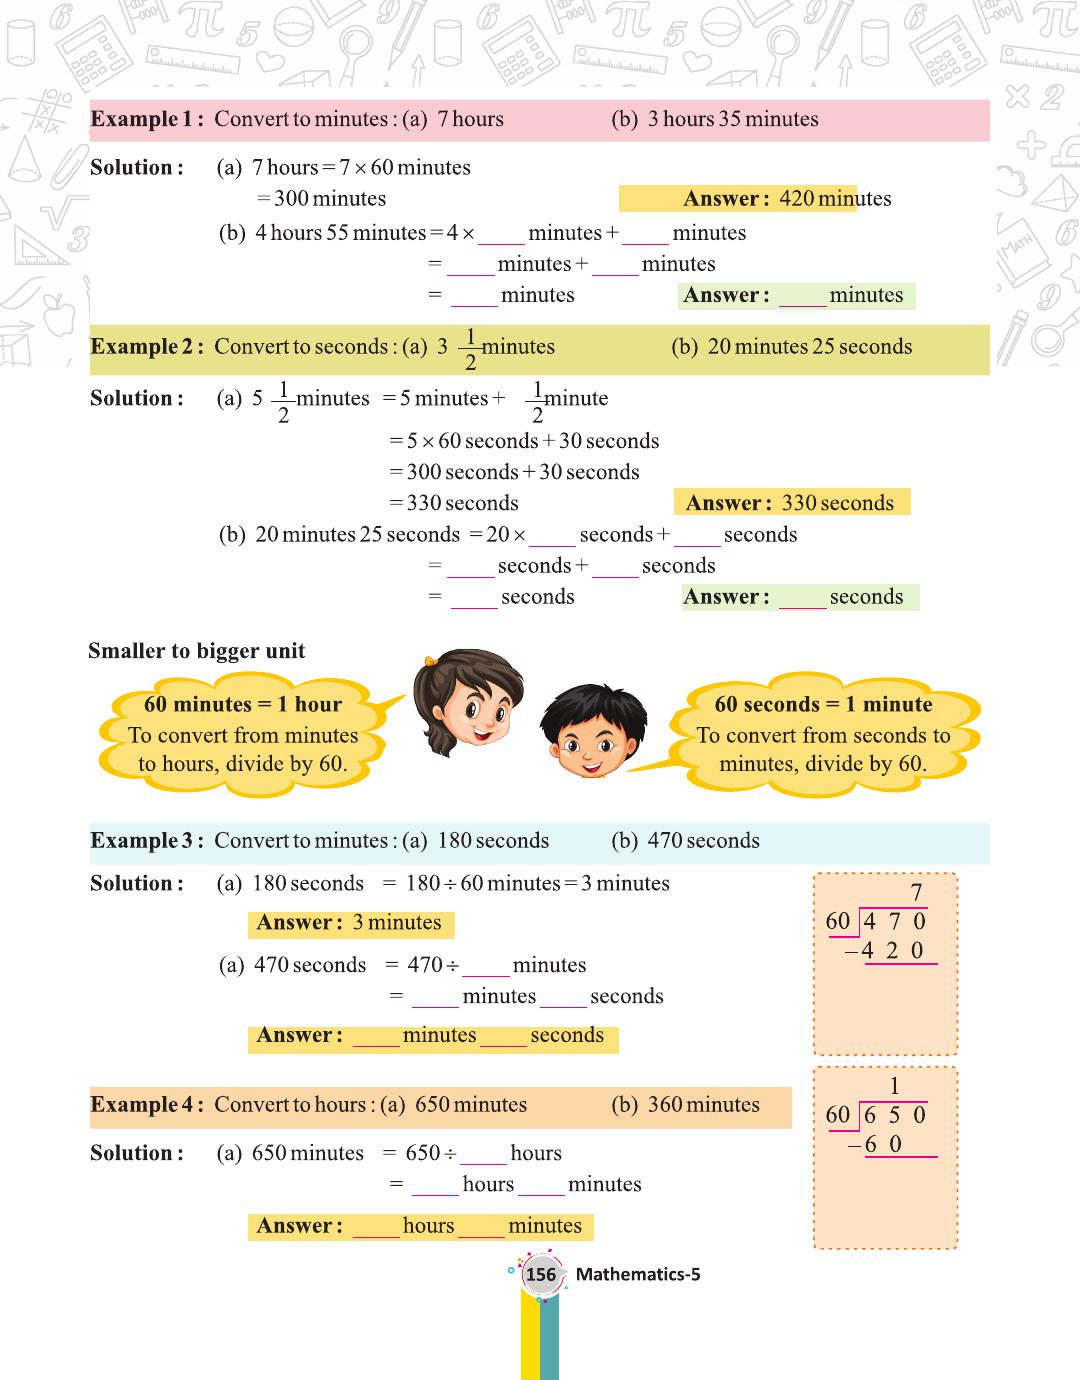 Example 1 : Convert to minutes : (a) 7 hours (b) 3 hours 35 minutes
Solution : (a) 7 hours = 7 × 60 minutes
= 300 minutes Answer : 420 minutes
(b) 4 hours 55 minutes = 4 × ____ minutes + ____ minutes
= ____ minutes + ____ minutes
= ____ minutes Answer : ____ minutes
Example 2 : Convert to seconds : (a) 3 1/2 minutes (b) 20 minutes 25 seconds
Solution : (a) 5 1/2 minutes = 5 minutes + 1/2 minute
= 5 × 60 seconds + 30 seconds
= 300 seconds + 30 seconds
= 330 seconds Answer : 330 seconds
(b) 20 minutes 25 seconds = 20 × ____ seconds + ____ seconds
= ____ seconds + ____ seconds
= ____ seconds Answer : ____ seconds
Smaller to bigger unit
60 minutes = 1 hour
To convert from minutes
to hours, divide by 60.
60 seconds = 1 minute
To convert from seconds to
minutes, divide by 60.
Example 3 : Convert to minutes : (a) 180 seconds (b) 470 seconds
Solution : (a) 180 seconds = 180 ÷ 60 minutes = 3 minutes
Answer : 3 minutes
(a) 470 seconds = 470 ÷ ____ minutes
= ____ minutes ____ seconds
Answer : ____ minutes ____ seconds
7
60 4 7 0
−4 2 0
Example 4 : Convert to hours : (a) 650 minutes (b) 360 minutes
Solution : (a) 650 minutes = 650 ÷ ____ hours
= ____ hours ____ minutes
Answer : ____ hours ____ minutes
1
60 6 5 0
−6 0
156 Mathematics-5